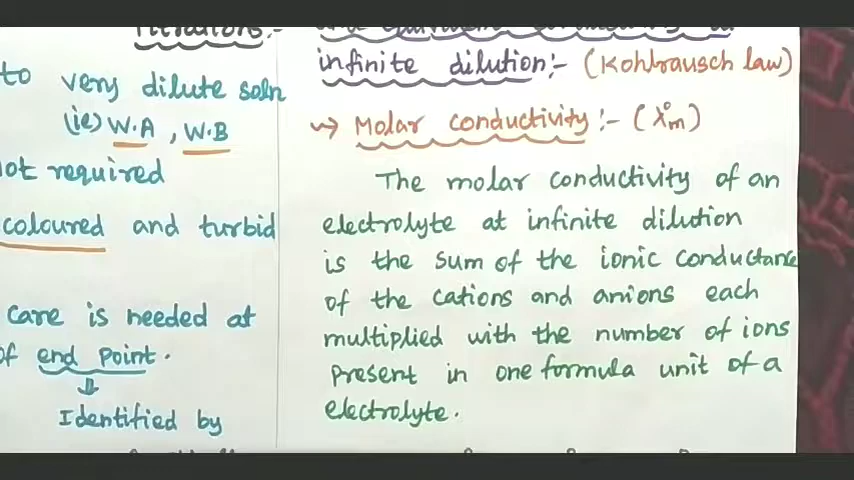 Titrations:-
to very dilute soln
(ie) W.A , W.B
not required
coloured and turbid
care is needed at
of end point.
Identified by
infinite dilution:- (Kohlrausch law)
Molar conductivity:- (λ°m)
The molar conductivity of an
electrolyte at infinite dilution
is the sum of the ionic conductance
of the cations and anions each
multiplied with the number of ions
present in one formula unit of a
electrolyte.